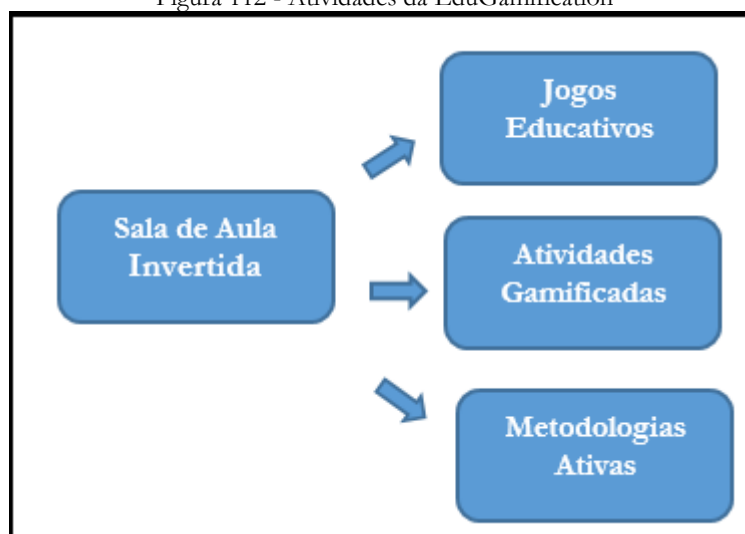 Figura 112 - Atividades da EduGamification
Jogos
Educativos
Sala de Aula
Invertida
Atividades
Gamificadas
Metodologias
Ativas